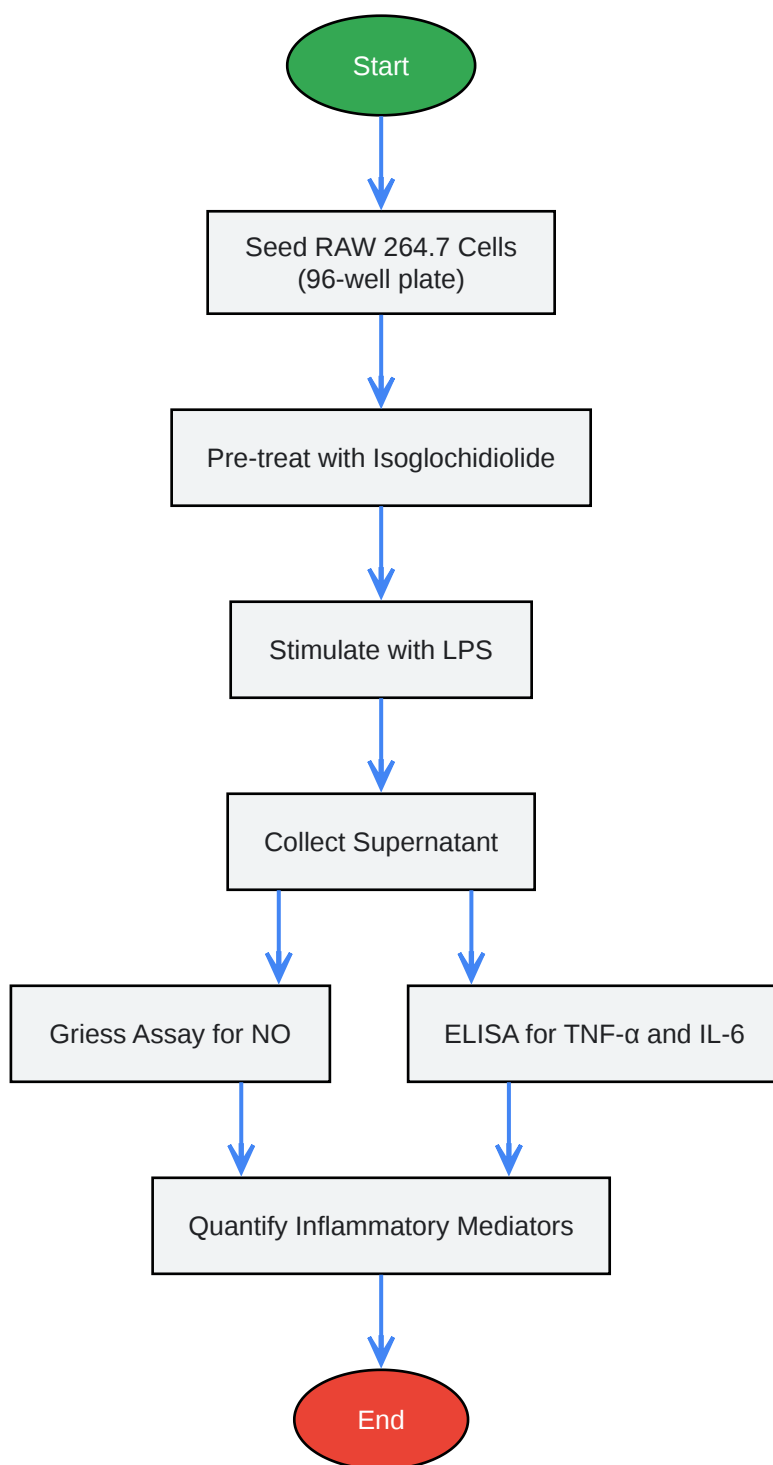 Start
Seed RAW 264.7 Cells
(96-well plate)
Pre-treat with Isoglochidiolide
Stimulate with LPS
Collect Supernatant
Griess Assay for NO
ELISA for TNF-α and IL-6
Quantify Inflammatory Mediators
End